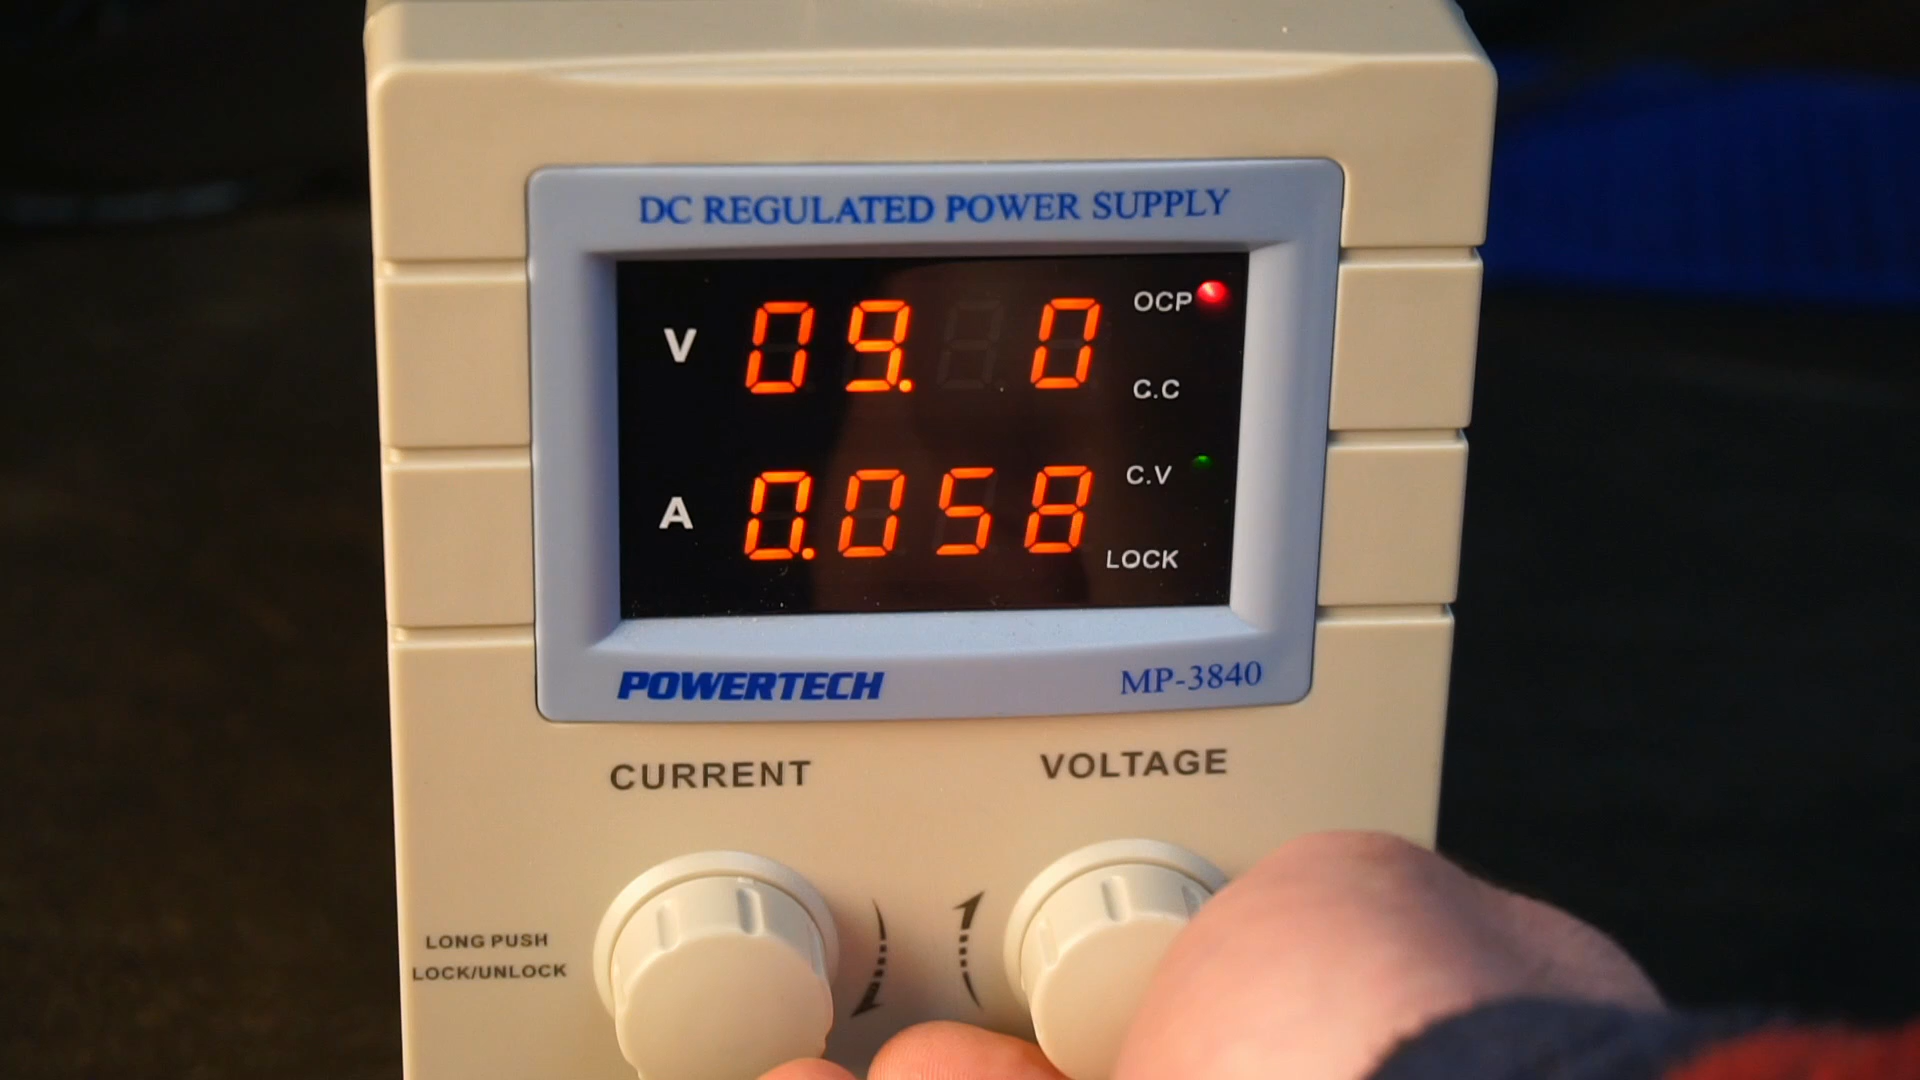 DC REGULATED POWER SUPPLY
V 09. 0 OCP
C.C
C.V
A 0.058
LOCK
POWERTECH MP-3840
CURRENT VOLTAGE
LONG PUSH
LOCK/UNLOCK